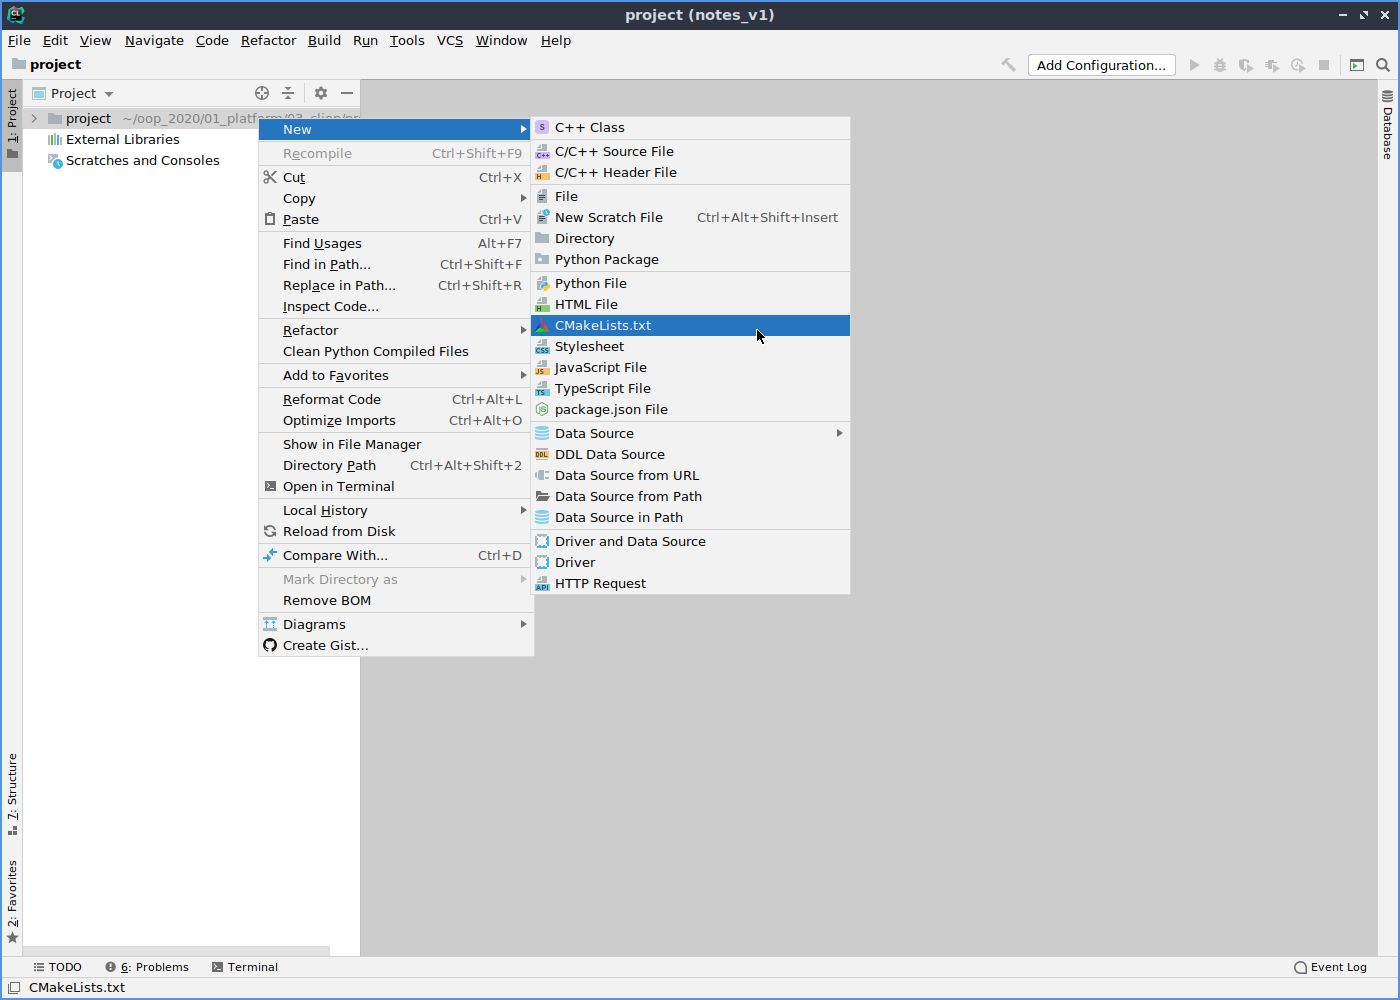 project (notes_v1)
File Edit View Navigate Code Refactor Build Run Tools VCS Window Help
project
Add Configuration...
1: Project
7: Structure
2: Favorites
Project
project ~/oop_2020/01_platform/03_clion/pr
External Libraries
Scratches and Consoles
New
Recompile Ctrl+Shift+F9
Cut Ctrl+X
Copy
Paste Ctrl+V
Find Usages Alt+F7
Find in Path... Ctrl+Shift+F
Replace in Path... Ctrl+Shift+R
Inspect Code...
Refactor
Clean Python Compiled Files
Add to Favorites
Reformat Code Ctrl+Alt+L
Optimize Imports Ctrl+Alt+O
Show in File Manager
Directory Path Ctrl+Alt+Shift+2
Open in Terminal
Local History
Reload from Disk
Compare With... Ctrl+D
Mark Directory as
Remove BOM
Diagrams
Create Gist...
C++ Class
C/C++ Source File
C/C++ Header File
File
New Scratch File Ctrl+Alt+Shift+Insert
Directory
Python Package
Python File
HTML File
CMakeLists.txt
Stylesheet
JavaScript File
TypeScript File
package.json File
Data Source
DDL Data Source
Data Source from URL
Data Source from Path
Data Source in Path
Driver and Data Source
Driver
HTTP Request
Database
TODO 6: Problems Terminal Event Log
CMakeLists.txt